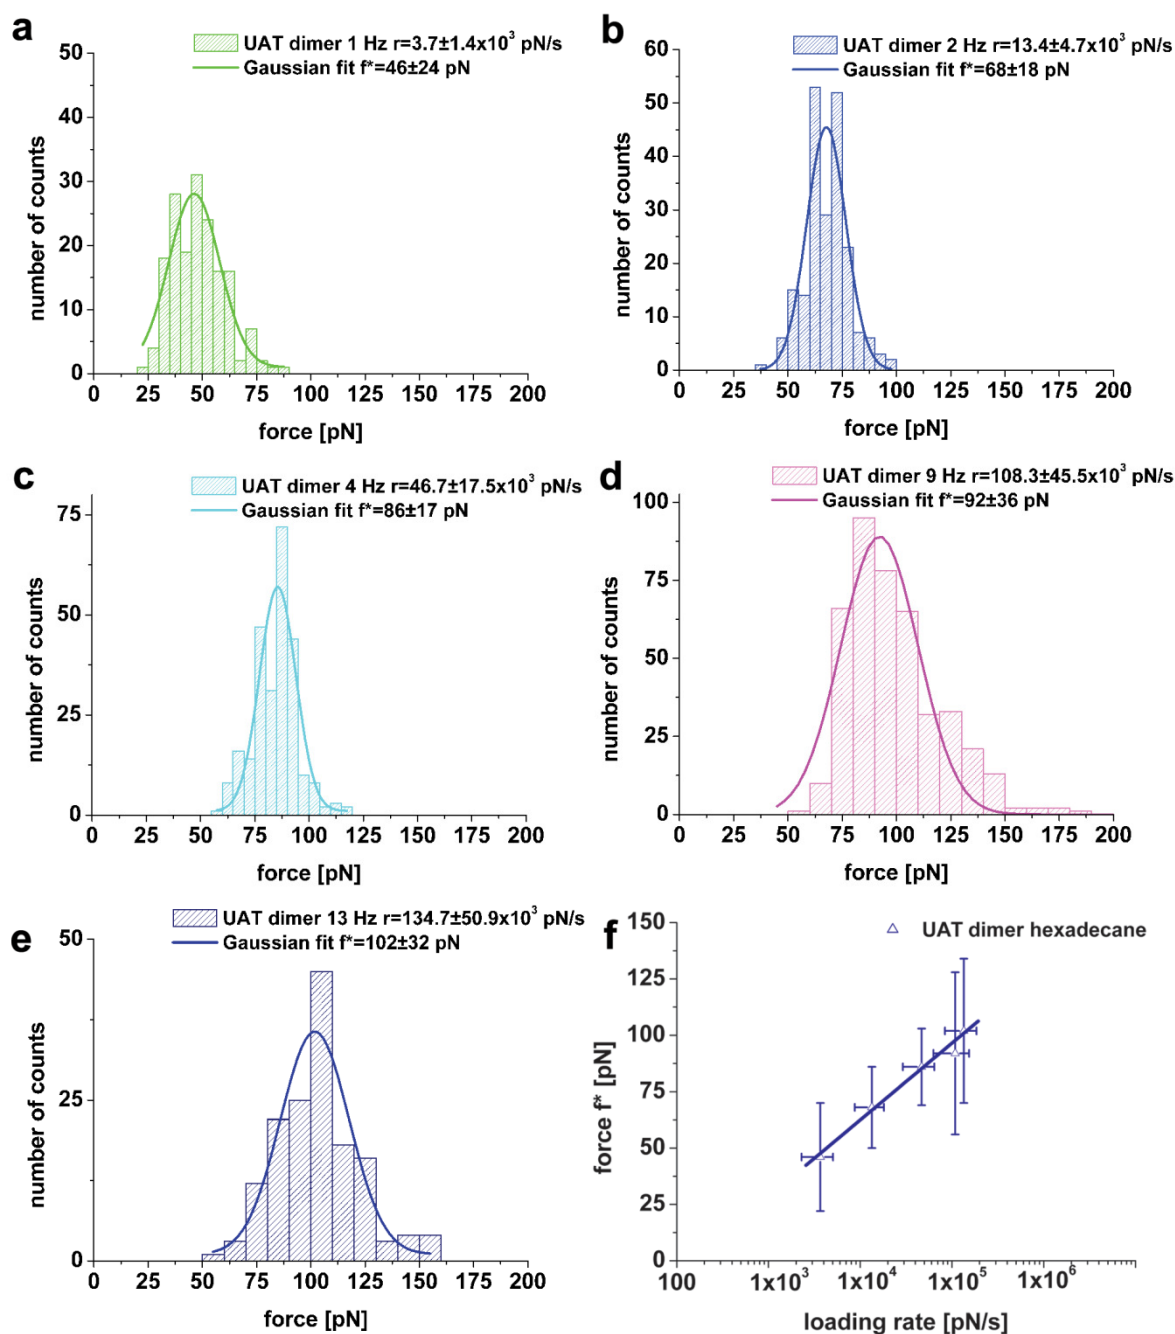 a
UAT dimer 1 Hz r=3.7±1.4x10³ pN/s
Gaussian fit f*=46±24 pN
50
40
30
20
10
0
number of counts
0 25 50 75 100 125 150 175 200
force [pN]
b
UAT dimer 2 Hz r=13.4±4.7x10³ pN/s
Gaussian fit f*=68±18 pN
60
50
40
30
20
10
0
number of counts
0 25 50 75 100 125 150 175 200
force [pN]
c
UAT dimer 4 Hz r=46.7±17.5x10³ pN/s
Gaussian fit f*=86±17 pN
75
50
25
0
number of counts
0 25 50 75 100 125 150 175 200
force [pN]
d
UAT dimer 9 Hz r=108.3±45.5x10³ pN/s
Gaussian fit f*=92±36 pN
100
75
50
25
0
number of counts
0 25 50 75 100 125 150 175 200
force [pN]
e
UAT dimer 13 Hz r=134.7±50.9x10³ pN/s
Gaussian fit f*=102±32 pN
50
25
0
number of counts
0 25 50 75 100 125 150 175 200
force [pN]
f
UAT dimer hexadecane
150
125
100
75
50
25
0
force f* [pN]
100 1x10³ 1x10⁴ 1x10⁵ 1x10⁶
loading rate [pN/s]